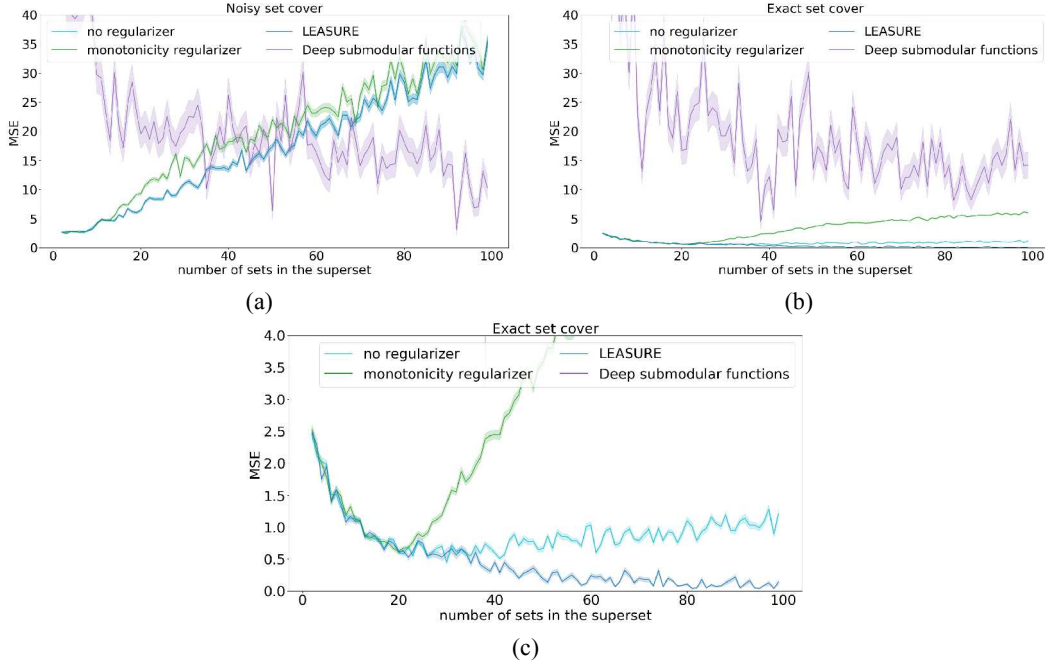 Noisy set cover
no regularizer LEASURE
monotonicity regularizer Deep submodular functions
40
35
30
25
20
15
10
5
0
MSE
0 20 40 60 80 100
number of sets in the superset
(a)
Exact set cover
no regularizer LEASURE
monotonicity regularizer Deep submodular functions
40
35
30
25
20
15
10
5
0
MSE
0 20 40 60 80 100
number of sets in the superset
(b)
Exact set cover
no regularizer LEASURE
monotonicity regularizer Deep submodular functions
4.0
3.5
3.0
2.5
2.0
1.5
1.0
0.5
0.0
MSE
0 20 40 60 80 100
number of sets in the superset
(c)